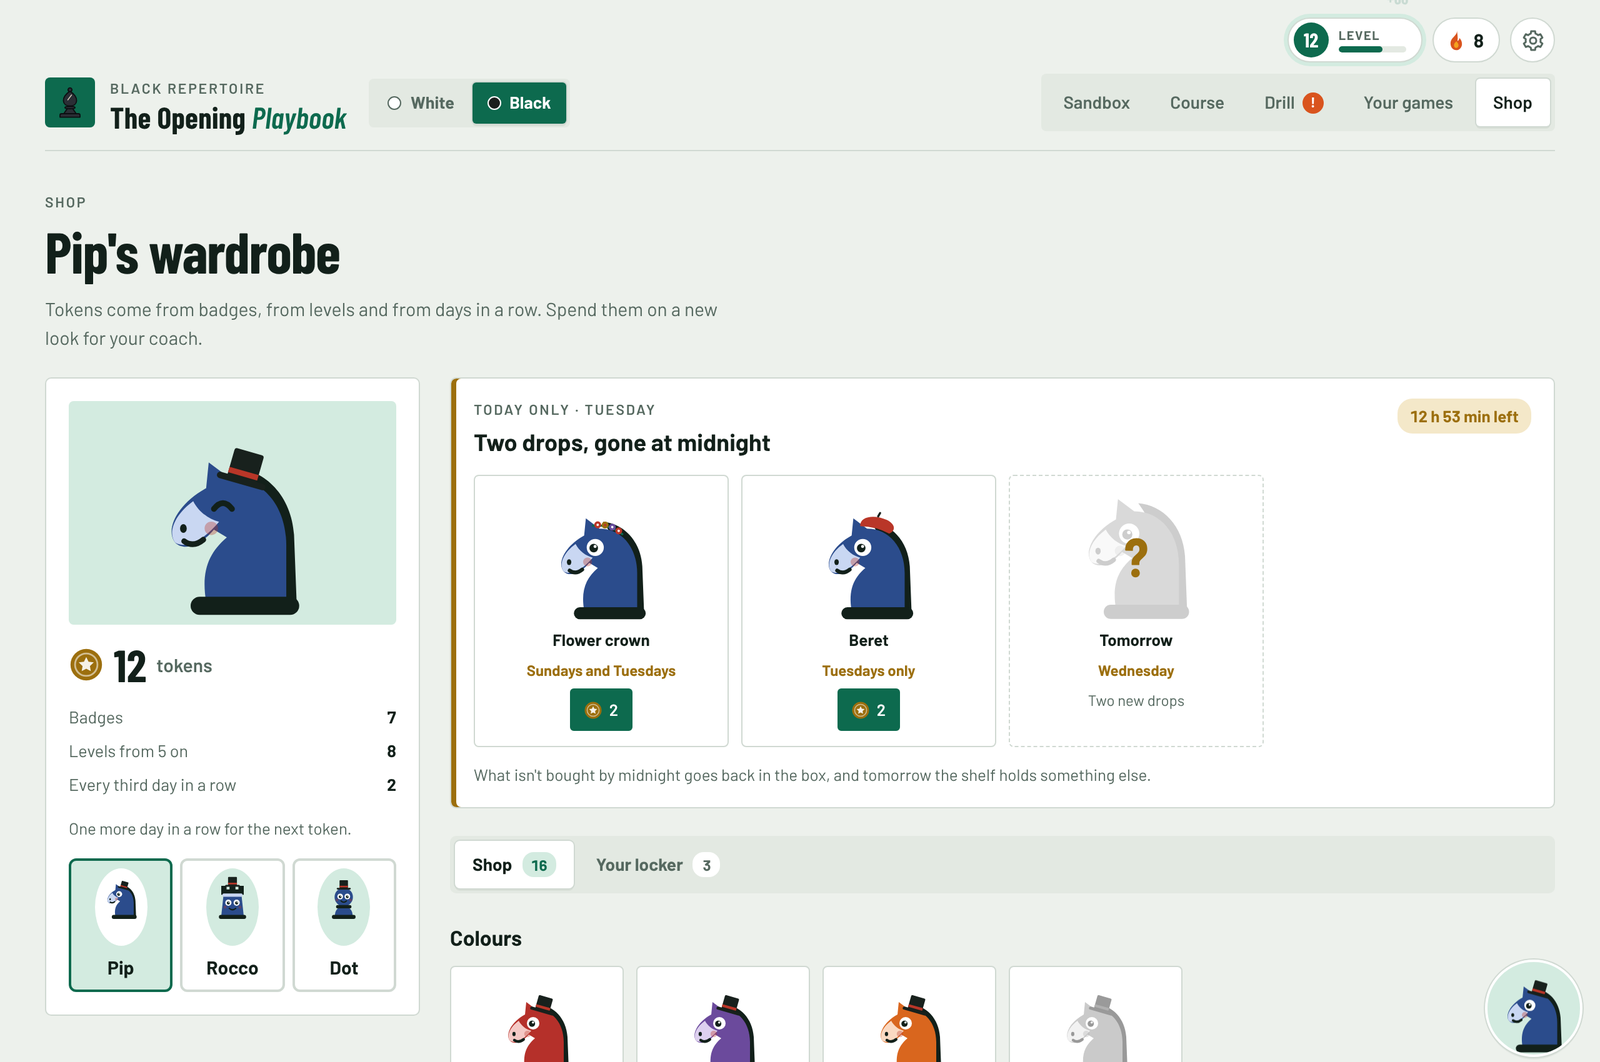 12 LEVEL
8
BLACK REPERTOIRE
The Opening Playbook
White
Black
Sandbox
Course
Drill !
Your games
Shop
SHOP
Pip's wardrobe
Tokens come from badges, from levels and from days in a row. Spend them on a new
look for your coach.
12 tokens
Badges 7
Levels from 5 on 8
Every third day in a row 2
One more day in a row for the next token.
Pip
Rocco
Dot
TODAY ONLY · TUESDAY
12 h 53 min left
Two drops, gone at midnight
Flower crown
Sundays and Tuesdays
2
Beret
Tuesdays only
2
?
Tomorrow
Wednesday
Two new drops
What isn't bought by midnight goes back in the box, and tomorrow the shelf holds something else.
Shop 16
Your locker 3
Colours